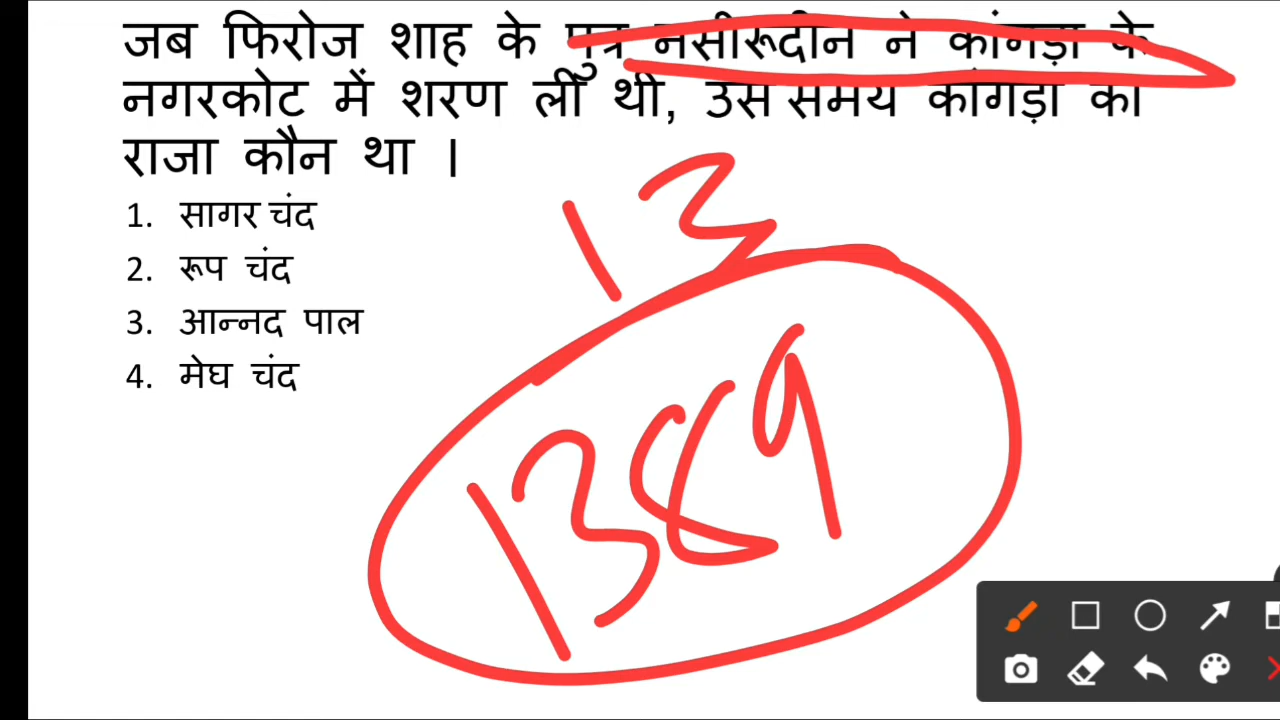 जब फिरोज शाह के पुत्र नसीरूदीन ने कांगड़ा के
नगरकोट में शरण ली थी, उस समय कांगड़ा का
राजा कौन था ।
1. सागर चंद
2. रूप चंद
3. आन्नद पाल
4. मेघ चंद
13
1389